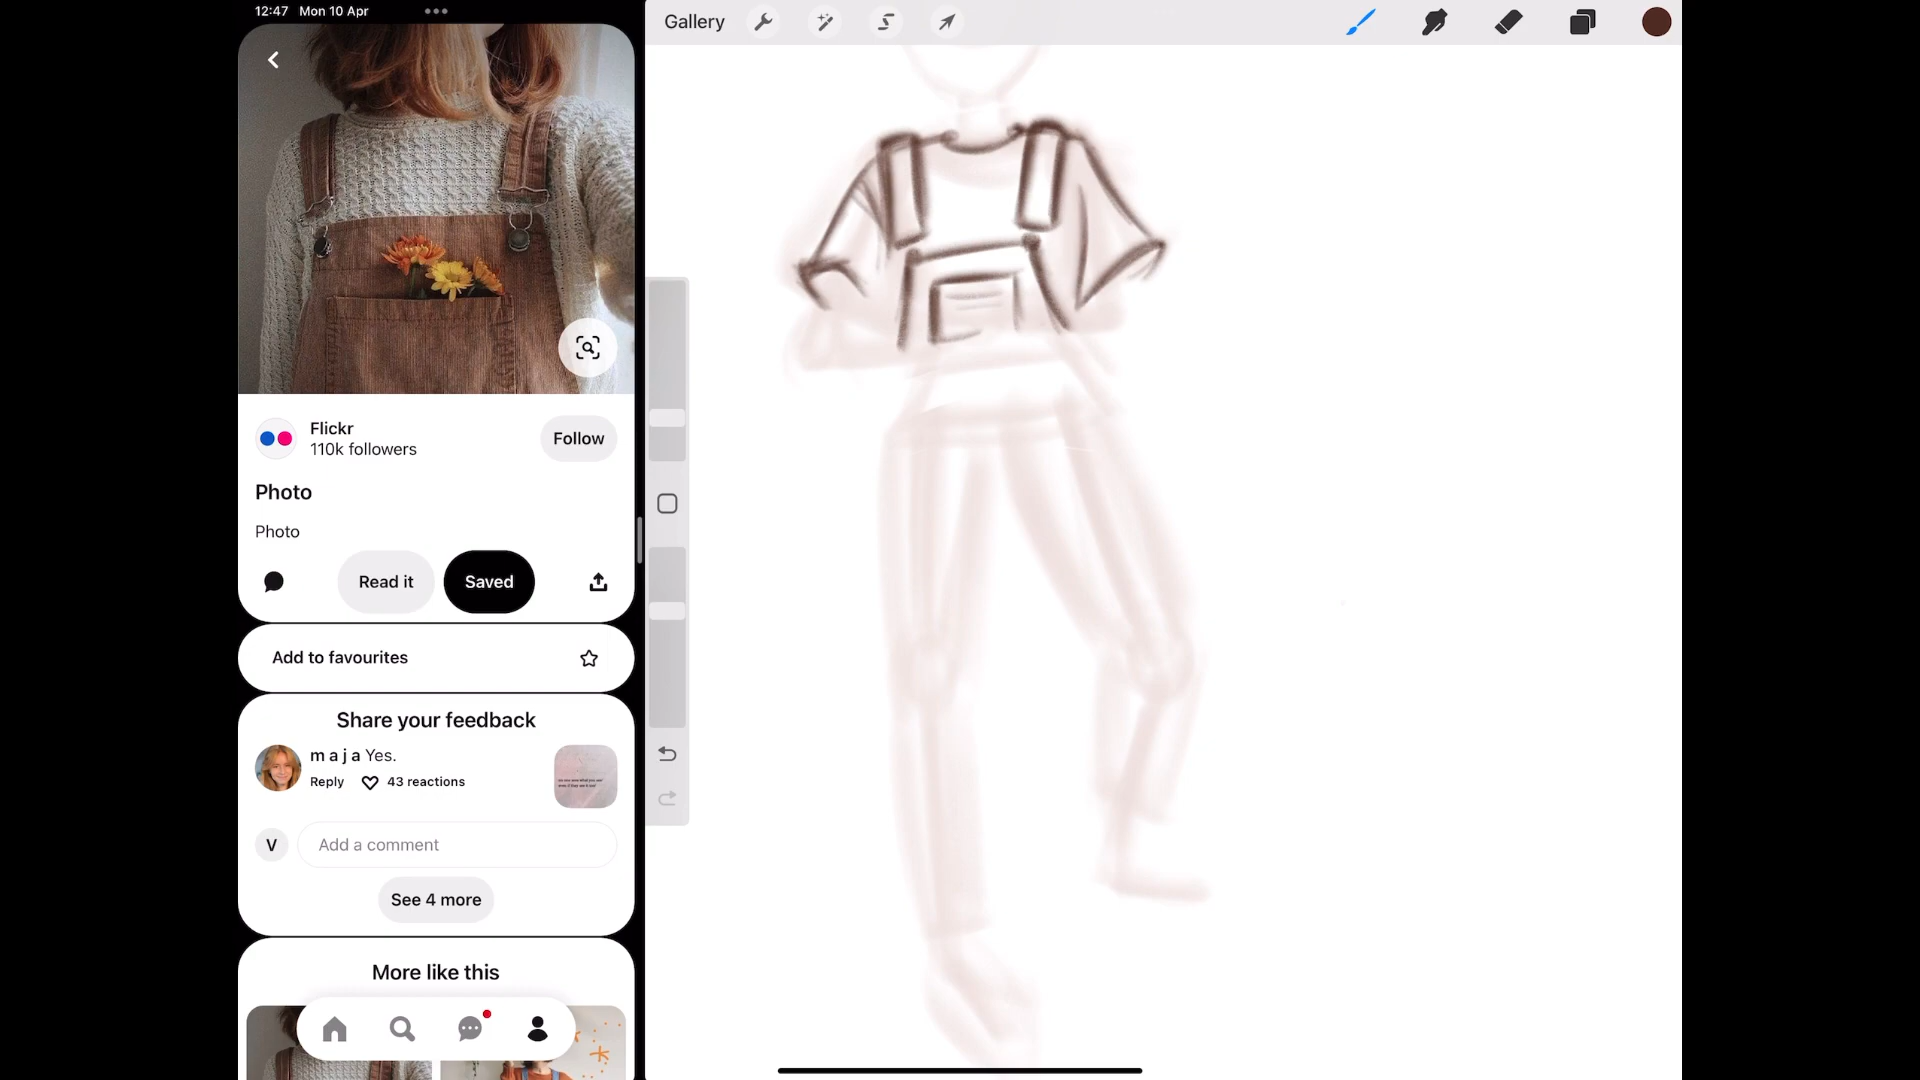 12:47 Mon 10 Apr
Gallery
Flickr
110k followers
Follow
Photo
Photo
Read it
Saved
Add to favourites
Share your feedback
m a j a Yes.
Reply
43 reactions
V
Add a comment
See 4 more
More like this